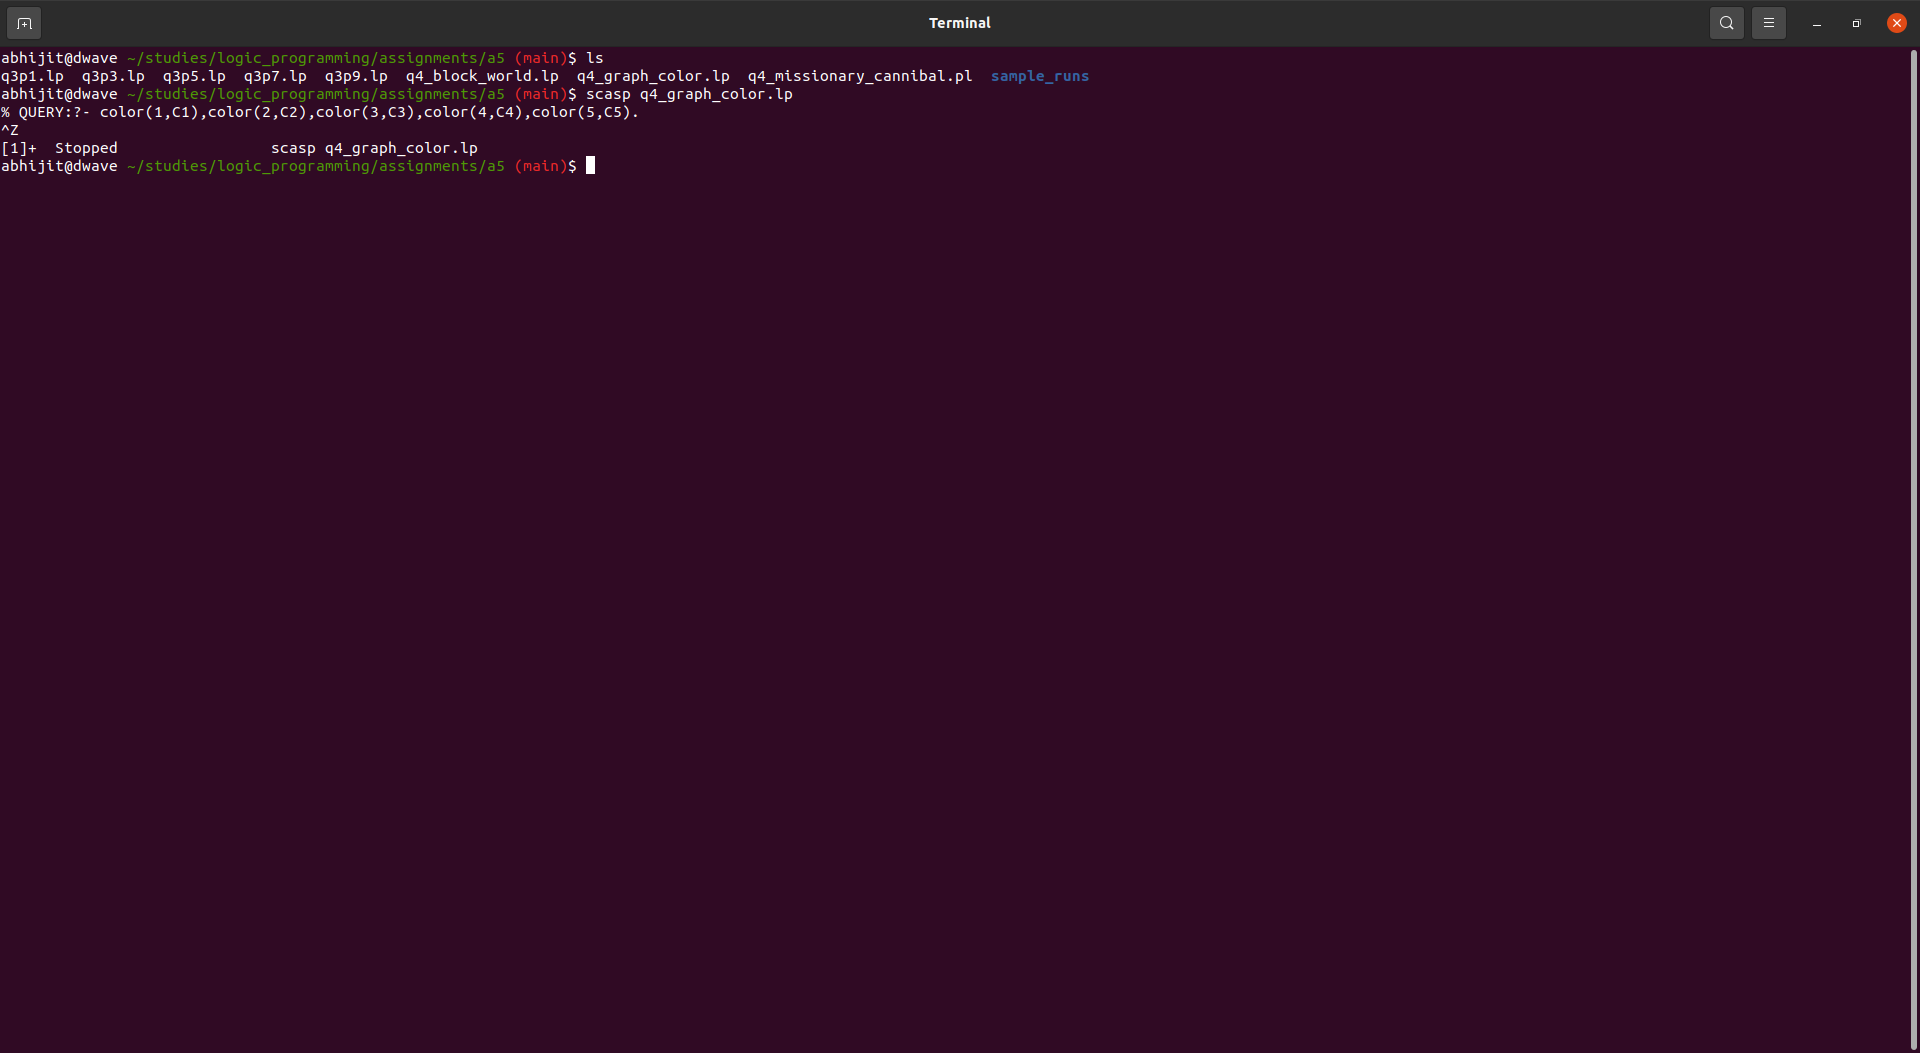 Terminal
abhijit@dwave ~/studies/logic_programming/assignments/a5 (main)$ ls
q3p1.lp  q3p3.lp  q3p5.lp  q3p7.lp  q3p9.lp  q4_block_world.lp  q4_graph_color.lp  q4_missionary_cannibal.pl  sample_runs
abhijit@dwave ~/studies/logic_programming/assignments/a5 (main)$ scasp q4_graph_color.lp
% QUERY:?- color(1,C1),color(2,C2),color(3,C3),color(4,C4),color(5,C5).
^Z
[1]+  Stopped                 scasp q4_graph_color.lp
abhijit@dwave ~/studies/logic_programming/assignments/a5 (main)$